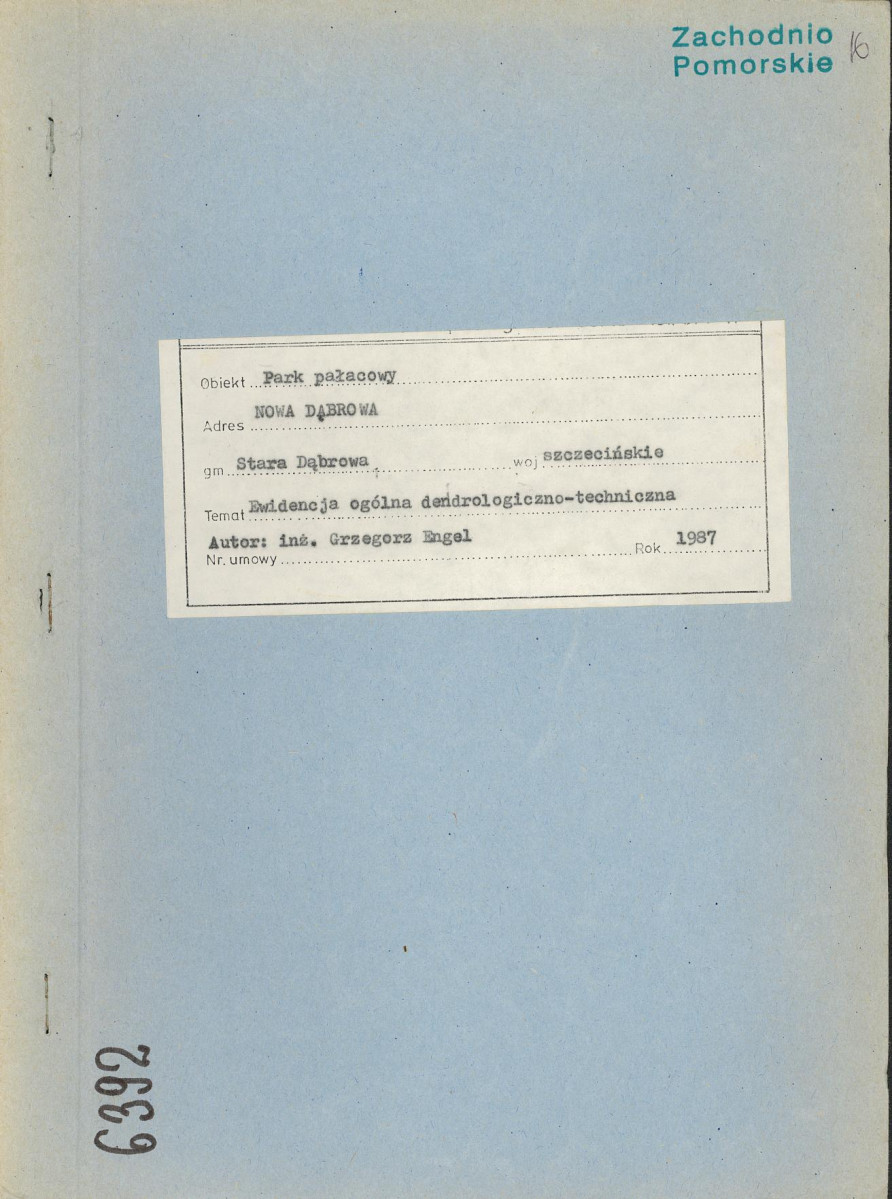 Zachodnio
Pomorskie
16
Obiekt Park pałacowy
Adres NOWA DĄBROWA
gm Stara Dąbrowa woj szczecińskie
Temat Ewidencja ogólna dendrologiczno-techniczna
Autor: inż. Grzegorz Engel
Nr. umowy Rok 1987
6392